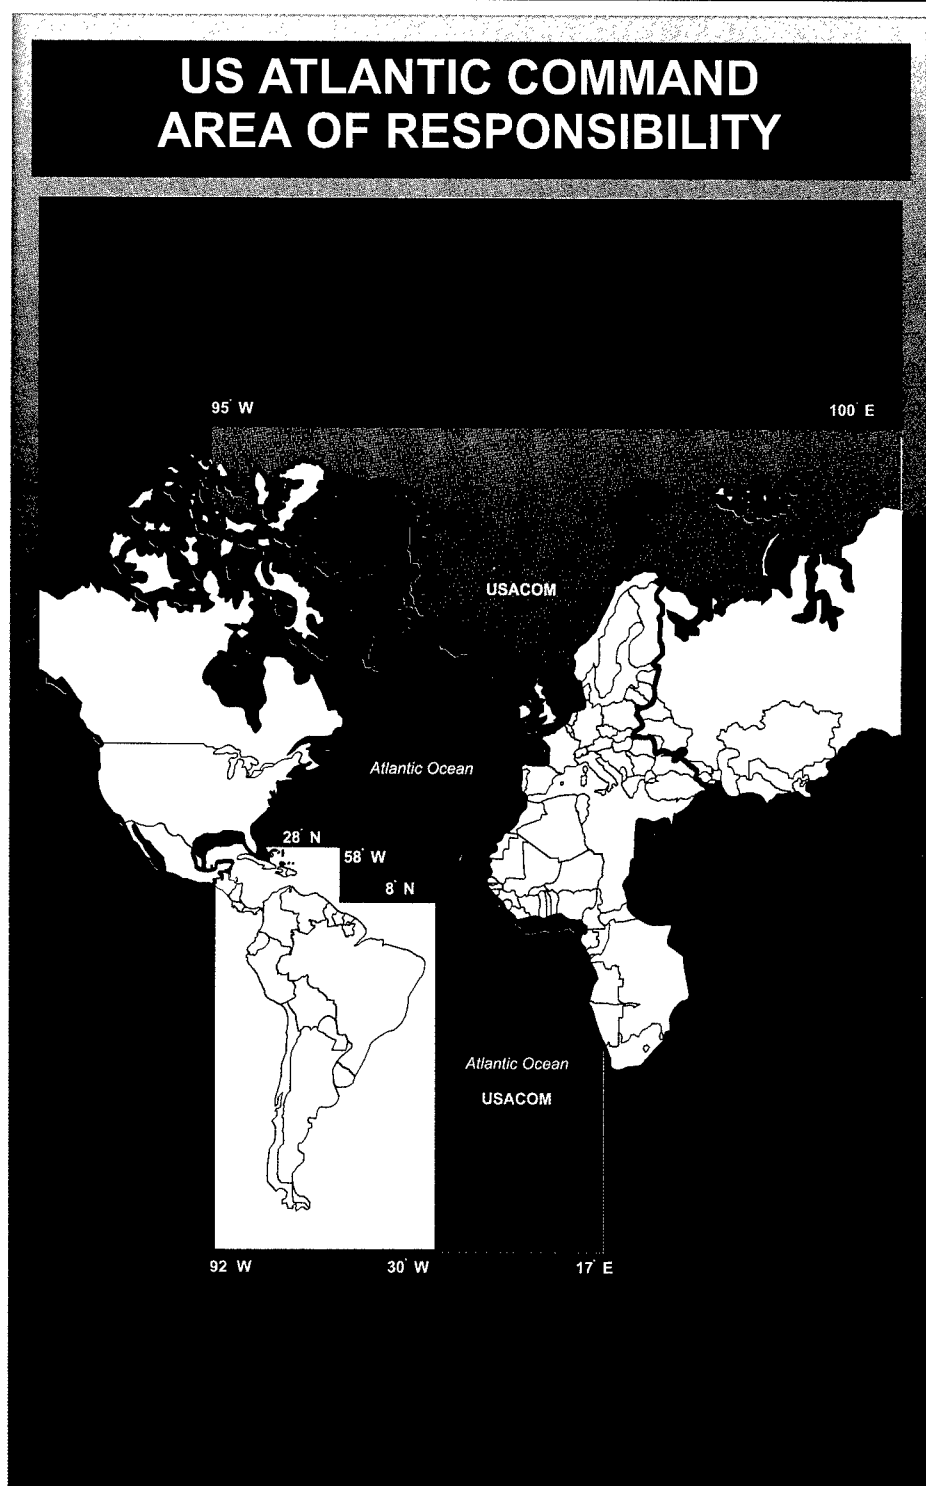 US ATLANTIC COMMAND
AREA OF RESPONSIBILITY
95° W
100° E
USACOM
Atlantic Ocean
28° N
58° W
8° N
Atlantic Ocean
USACOM
92° W
30° W
17° E